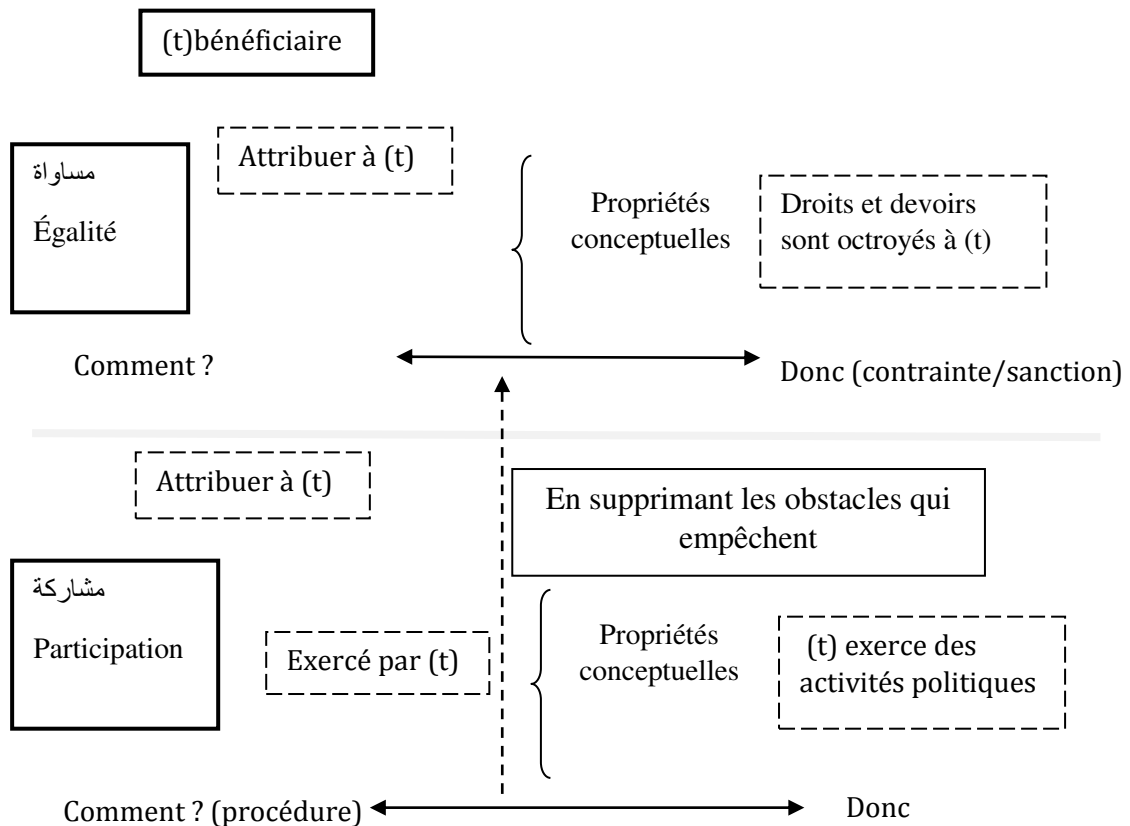 (t)bénéficiaire
Attribuer à (t)
مساواة
Égalité
Propriétés
conceptuelles
Droits et devoirs
sont octroyés à (t)
Comment ?
Donc (contrainte/sanction)
Attribuer à (t)
En supprimant les obstacles qui
empêchent
مشاركة
Participation
Exercé par (t)
Propriétés
conceptuelles
(t) exerce des
activités politiques
Comment ? (procédure)
Donc